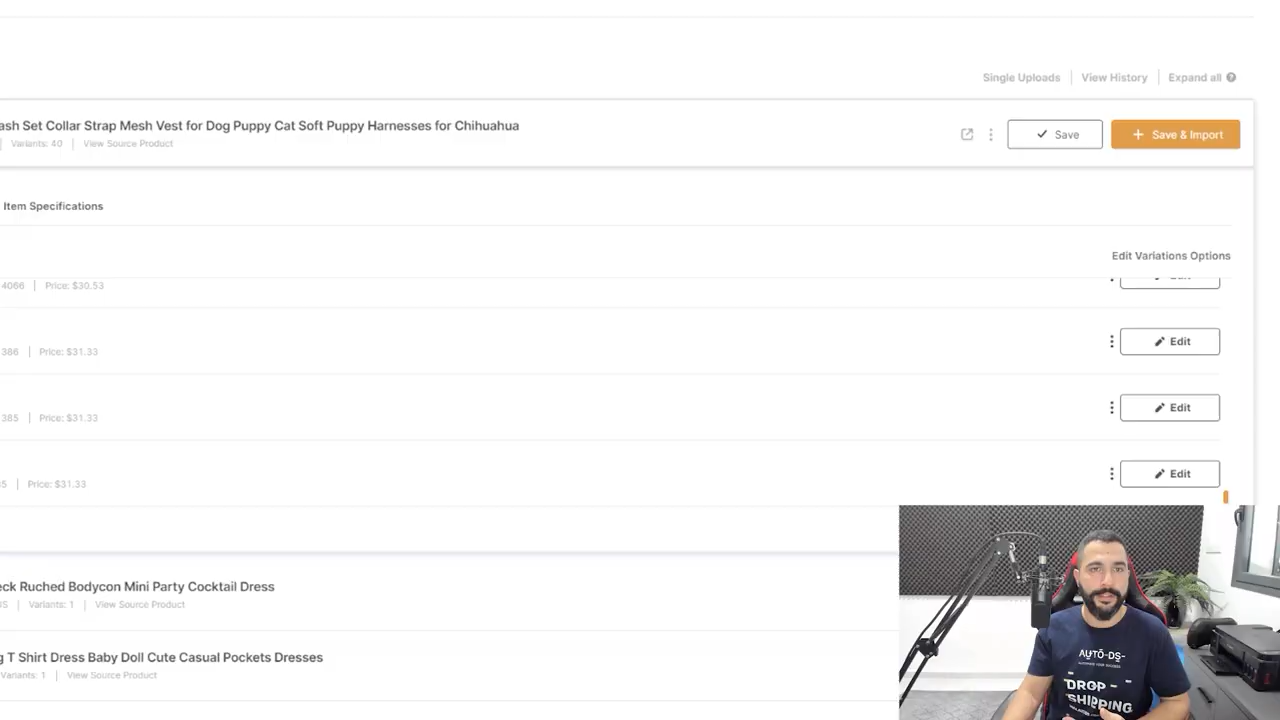 Single Uploads | View History | Expand all ?
ash Set Collar Strap Mesh Vest for Dog Puppy Cat Soft Puppy Harnesses for Chihuahua
Save
+ Save & Import
| Variants: 40 | View Source Product
Item Specifications
Edit Variations Options
4066 | Price: $30.53
386 | Price: $31.33
Edit
385 | Price: $31.33
Edit
5 | Price: $31.33
Edit
eck Ruched Bodycon Mini Party Cocktail Dress
OS | Variants: 1 | View Source Product
g T Shirt Dress Baby Doll Cute Casual Pockets Dresses
Variants: 1 | View Source Product
AUTO-DS-
DROP
SHIPPING